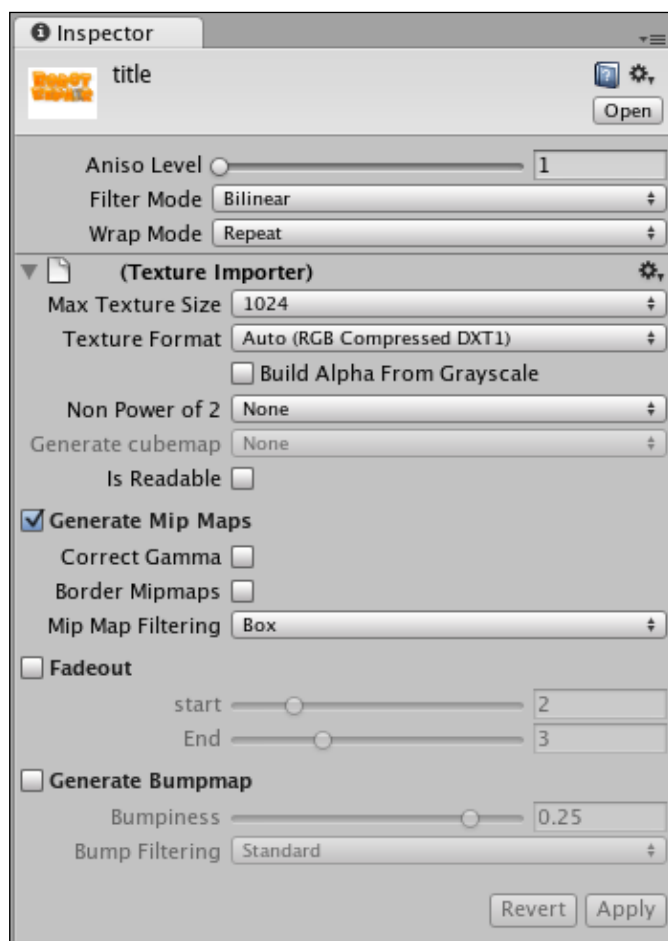 Inspector
title
Open
Aniso Level 1
Filter Mode Bilinear
Wrap Mode Repeat
(Texture Importer)
Max Texture Size 1024
Texture Format Auto (RGB Compressed DXT1)
Build Alpha From Grayscale
Non Power of 2 None
Generate cubemap None
Is Readable
Generate Mip Maps
Correct Gamma
Border Mipmaps
Mip Map Filtering Box
Fadeout
start 2
End 3
Generate Bumpmap
Bumpiness 0.25
Bump Filtering Standard
Revert Apply